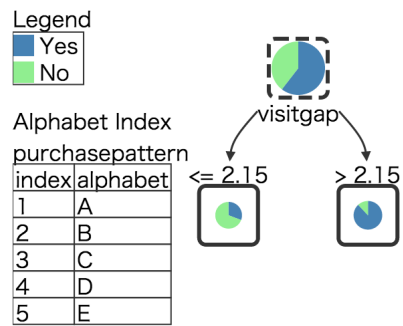 Legend
Yes
No
visitgap
Alphabet Index
purchasepattern
index alphabet
1 A
2 B
3 C
4 D
5 E
<= 2.15
> 2.15